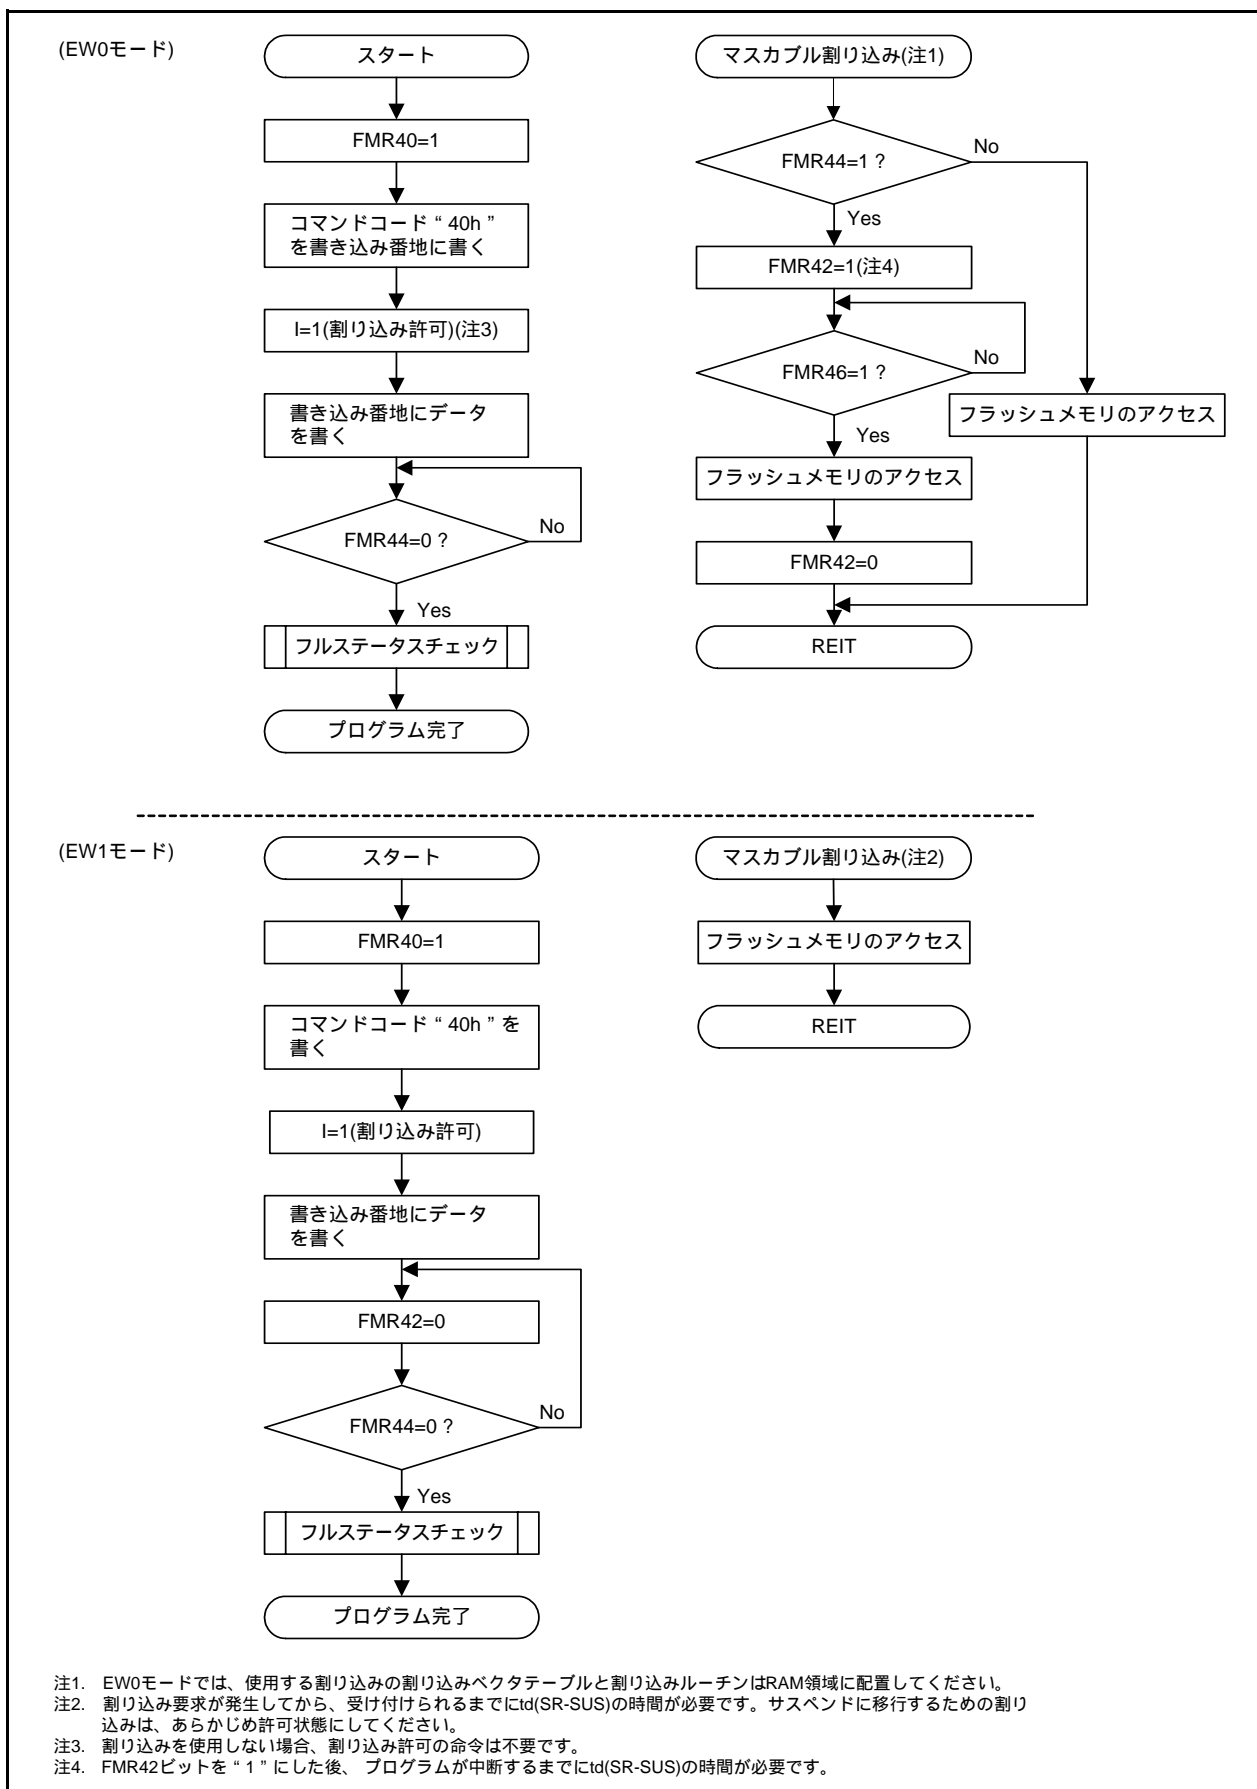 (EW0モード)
スタート
FMR40=1
コマンドコード“40h”
を書き込み番地に書く
I=1(割り込み許可)(注3)
書き込み番地にデータ
を書く
FMR44=0 ?
No
Yes
フルステータスチェック
プログラム完了
マスカブル割り込み(注1)
FMR44=1 ?
No
Yes
FMR42=1(注4)
FMR46=1 ?
No
Yes
フラッシュメモリのアクセス
フラッシュメモリのアクセス
FMR42=0
REIT
(EW1モード)
スタート
FMR40=1
コマンドコード“40h”を
書く
I=1(割り込み許可)
書き込み番地にデータ
を書く
FMR42=0
FMR44=0 ?
No
Yes
フルステータスチェック
プログラム完了
マスカブル割り込み(注2)
フラッシュメモリのアクセス
REIT
注1. EW0モードでは、使用する割り込みの割り込みベクタテーブルと割り込みルーチンはRAM領域に配置してください。
注2. 割り込み要求が発生してから、受け付けられるまでにtd(SR-SUS)の時間が必要です。サスペンドに移行するための割り
込みは、あらかじめ許可状態にしてください。
注3. 割り込みを使用しない場合、割り込み許可の命令は不要です。
注4. FMR42ビットを“1”にした後、プログラムが中断するまでにtd(SR-SUS)の時間が必要です。